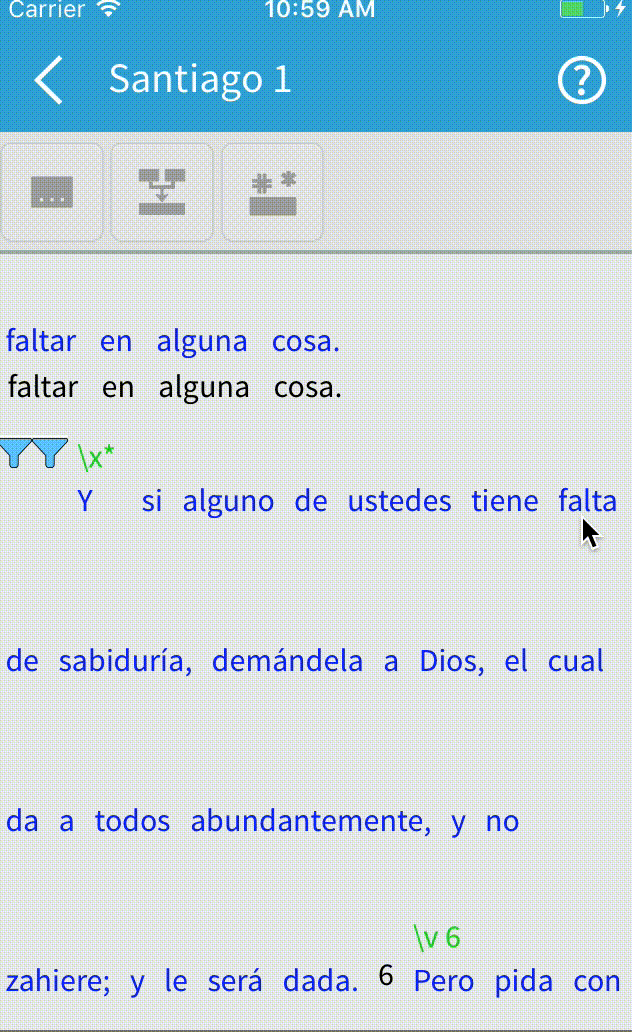 Carrier 10:59 AM
Santiago 1
faltar en alguna cosa.
faltar en alguna cosa.
\x*
Y si alguno de ustedes tiene falta
de sabiduría, demándela a Dios, el cual
da a todos abundantemente, y no
\v 6
zahiere; y le será dada. 6 Pero pida con